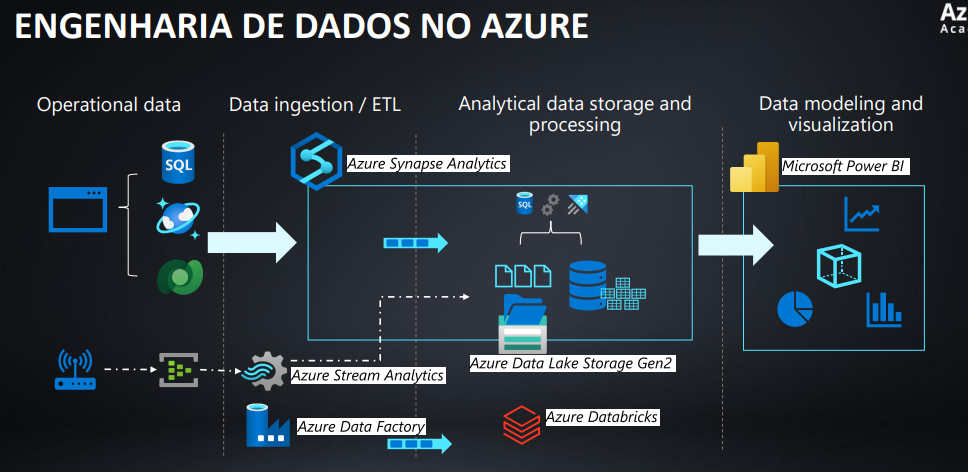 ENGENHARIA DE DADOS NO AZURE
Operational data
Data ingestion / ETL
Analytical data storage and
processing
Data modeling and
visualization
SQL
Azure Synapse Analytics
Microsoft Power BI
SQL
Azure Stream Analytics
Azure Data Lake Storage Gen2
Azure Data Factory
Azure Databricks